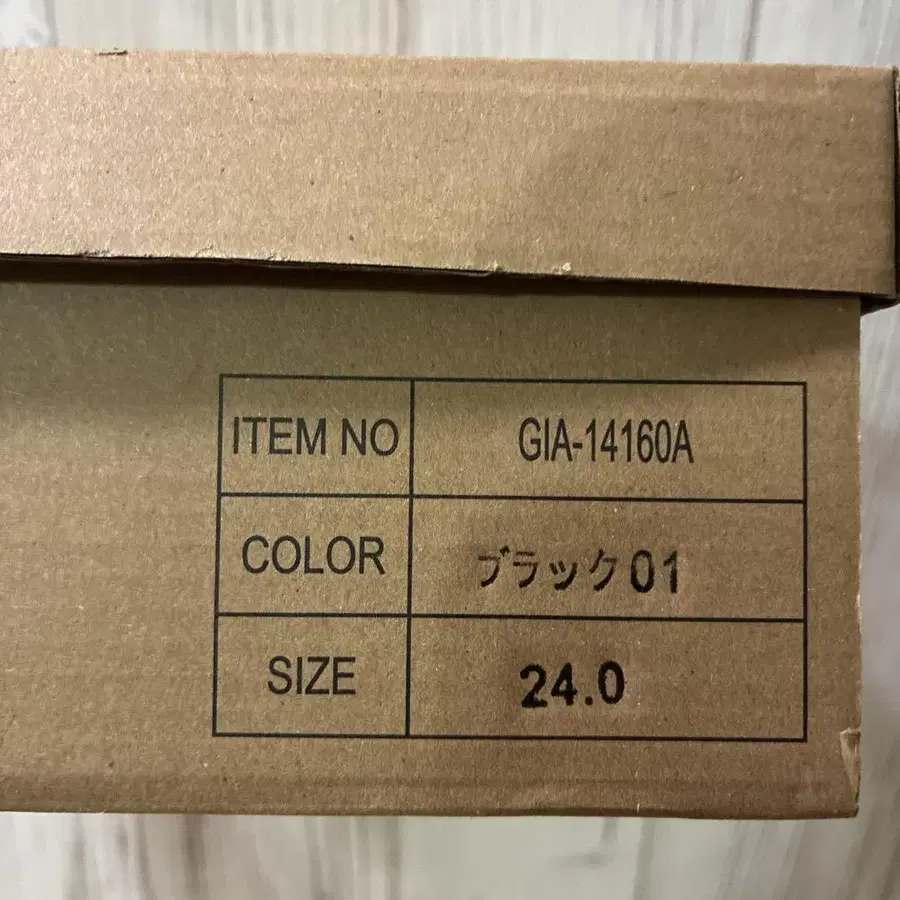 ITEM NO GIA-14160A
COLOR ブラック01
SIZE 24.0